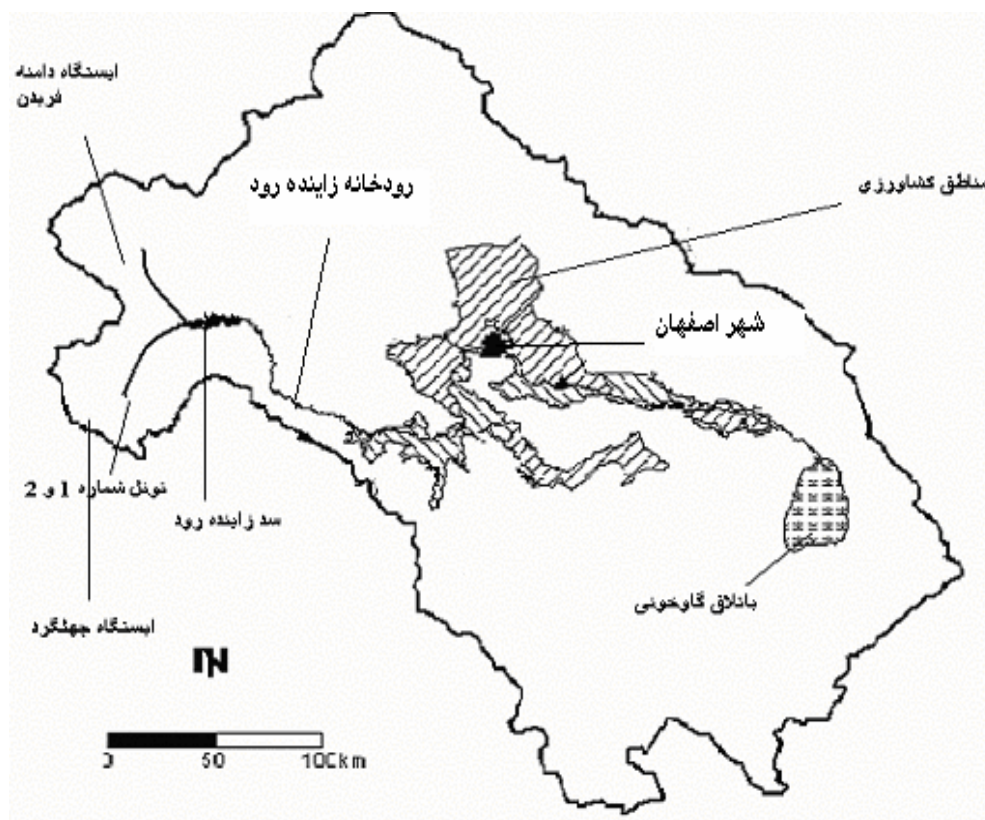 ایستگاه دامنه
فریدن
رودخانه زاینده رود
مناطق کشاورزی
شهر اصفهان
تونل شماره 1 و 2
سد زاینده رود
باتلاق گاوخونی
ایستگاه چهلگرد
N
0 50 100km